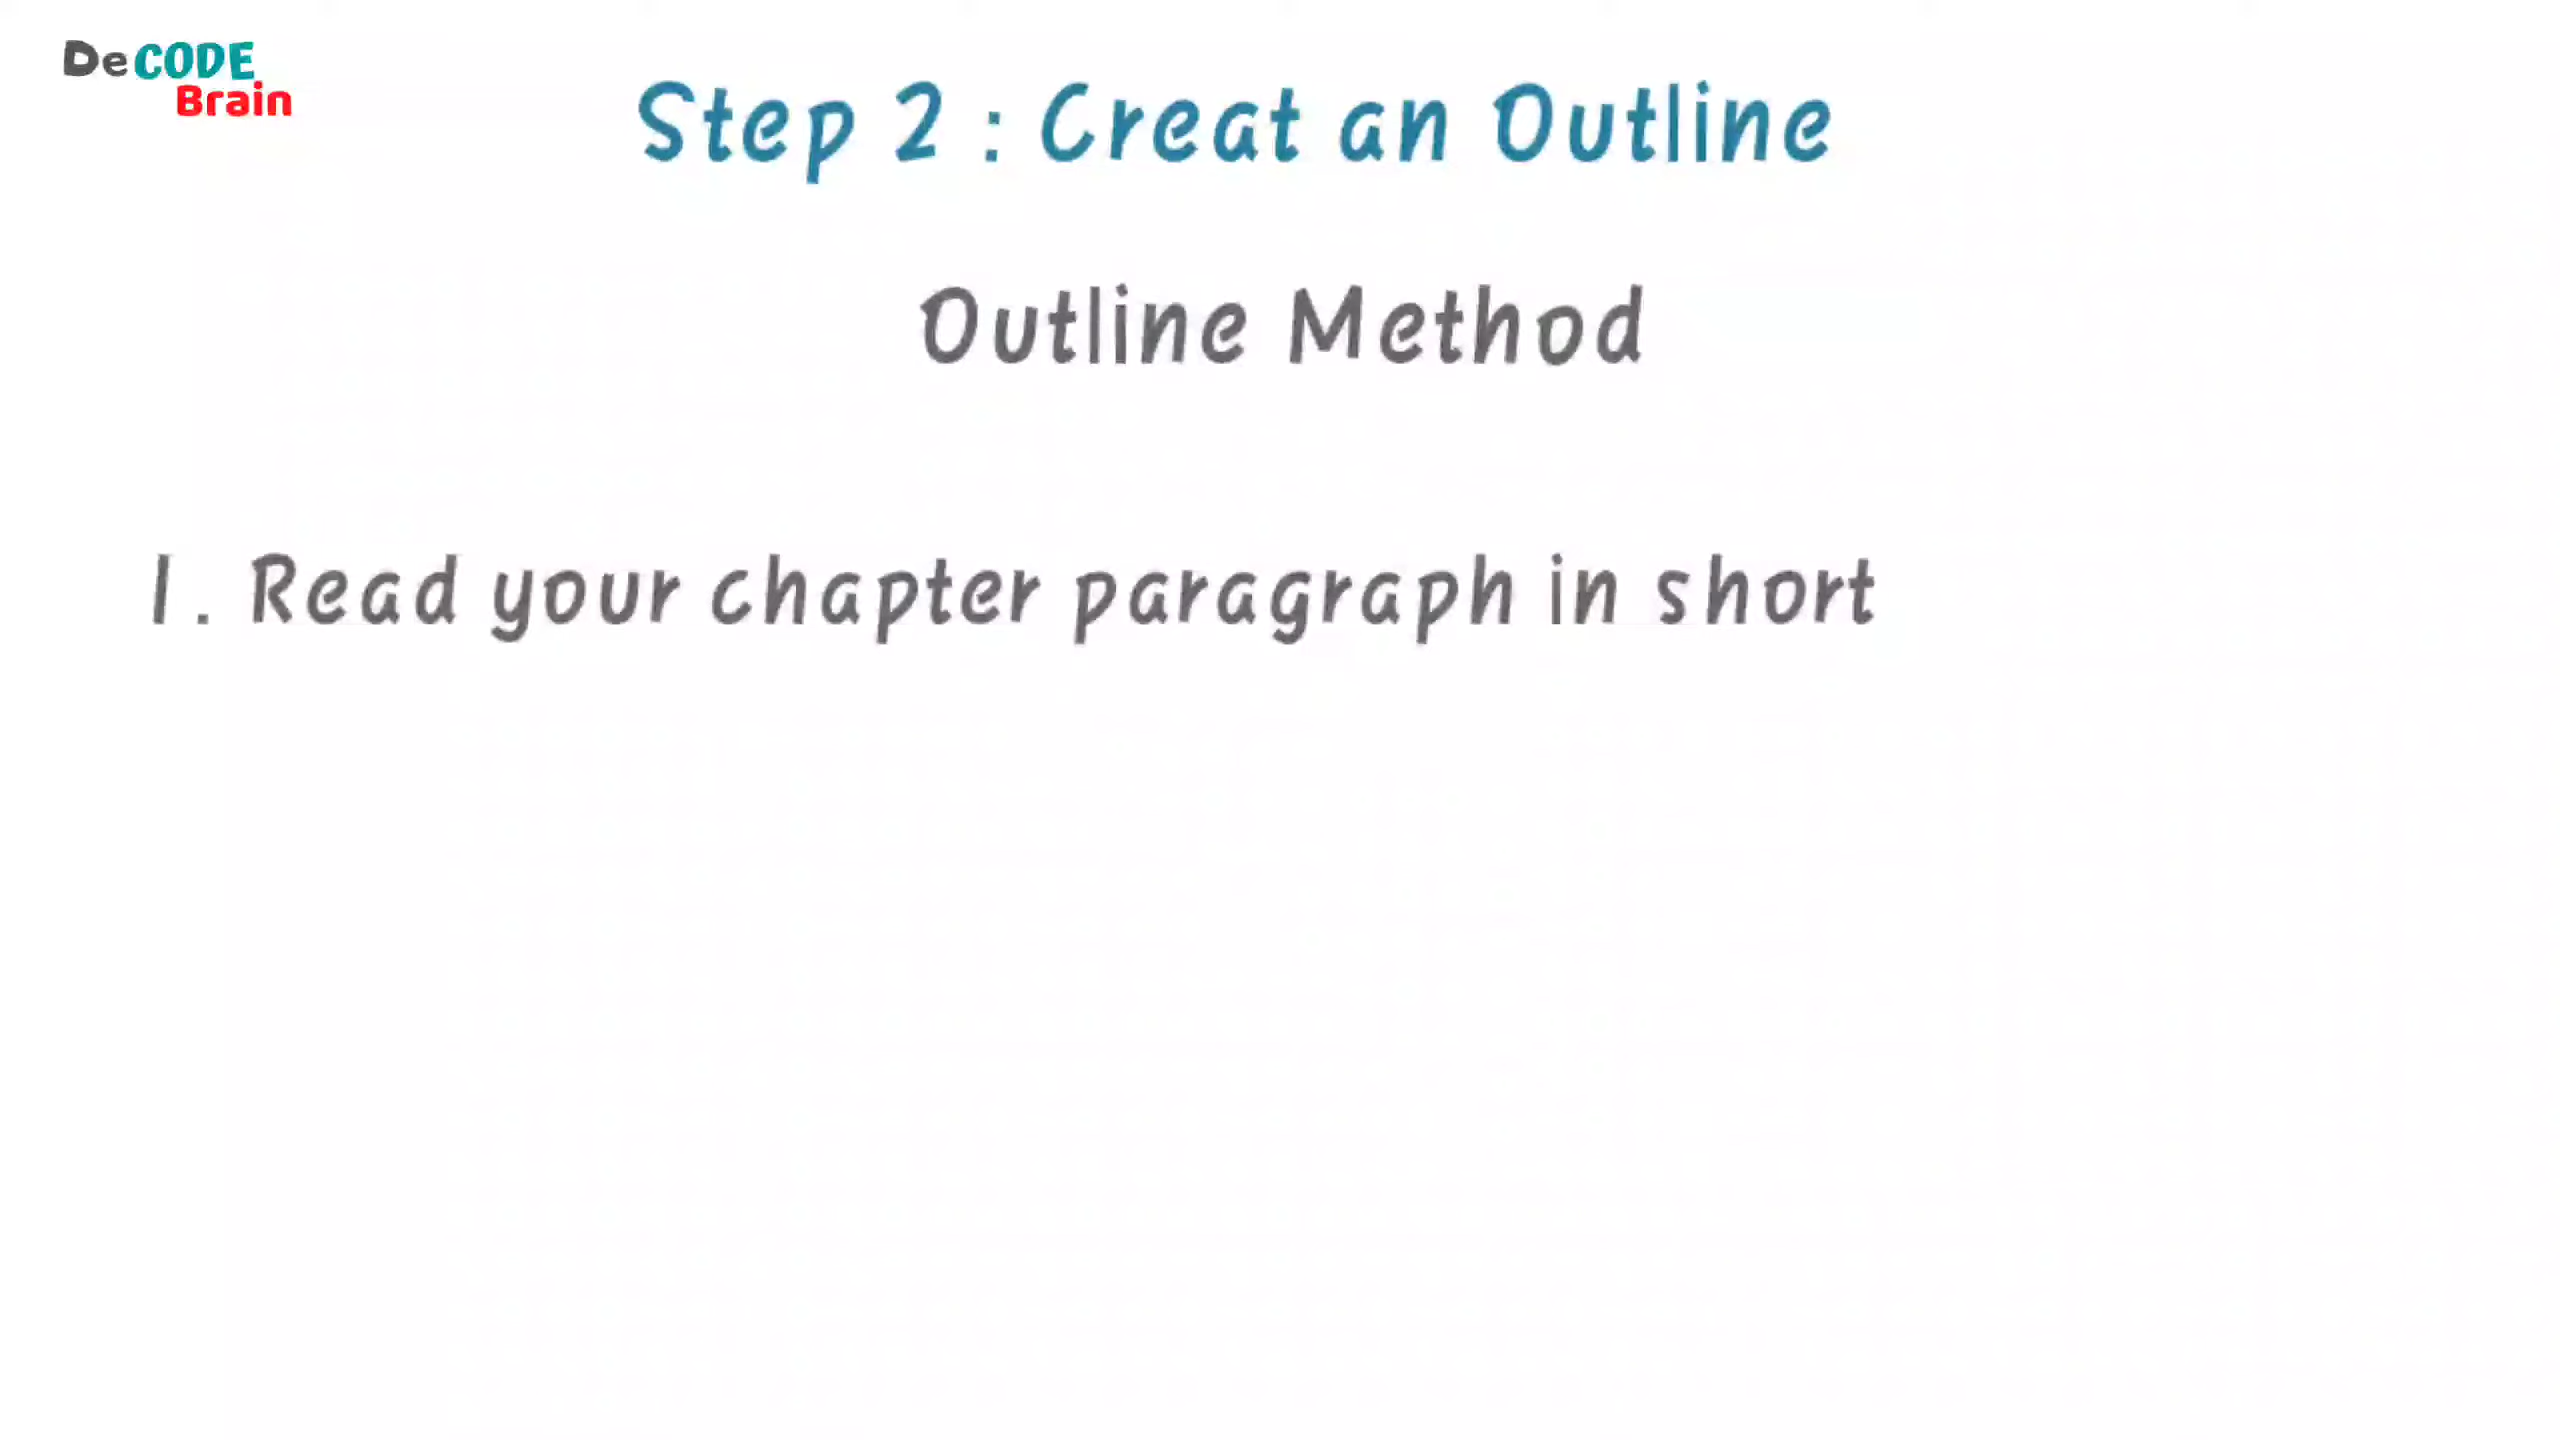 DeCODE
Brain
Step 2 : Creat an Outline
Outline Method
1. Read your chapter paragraph in short